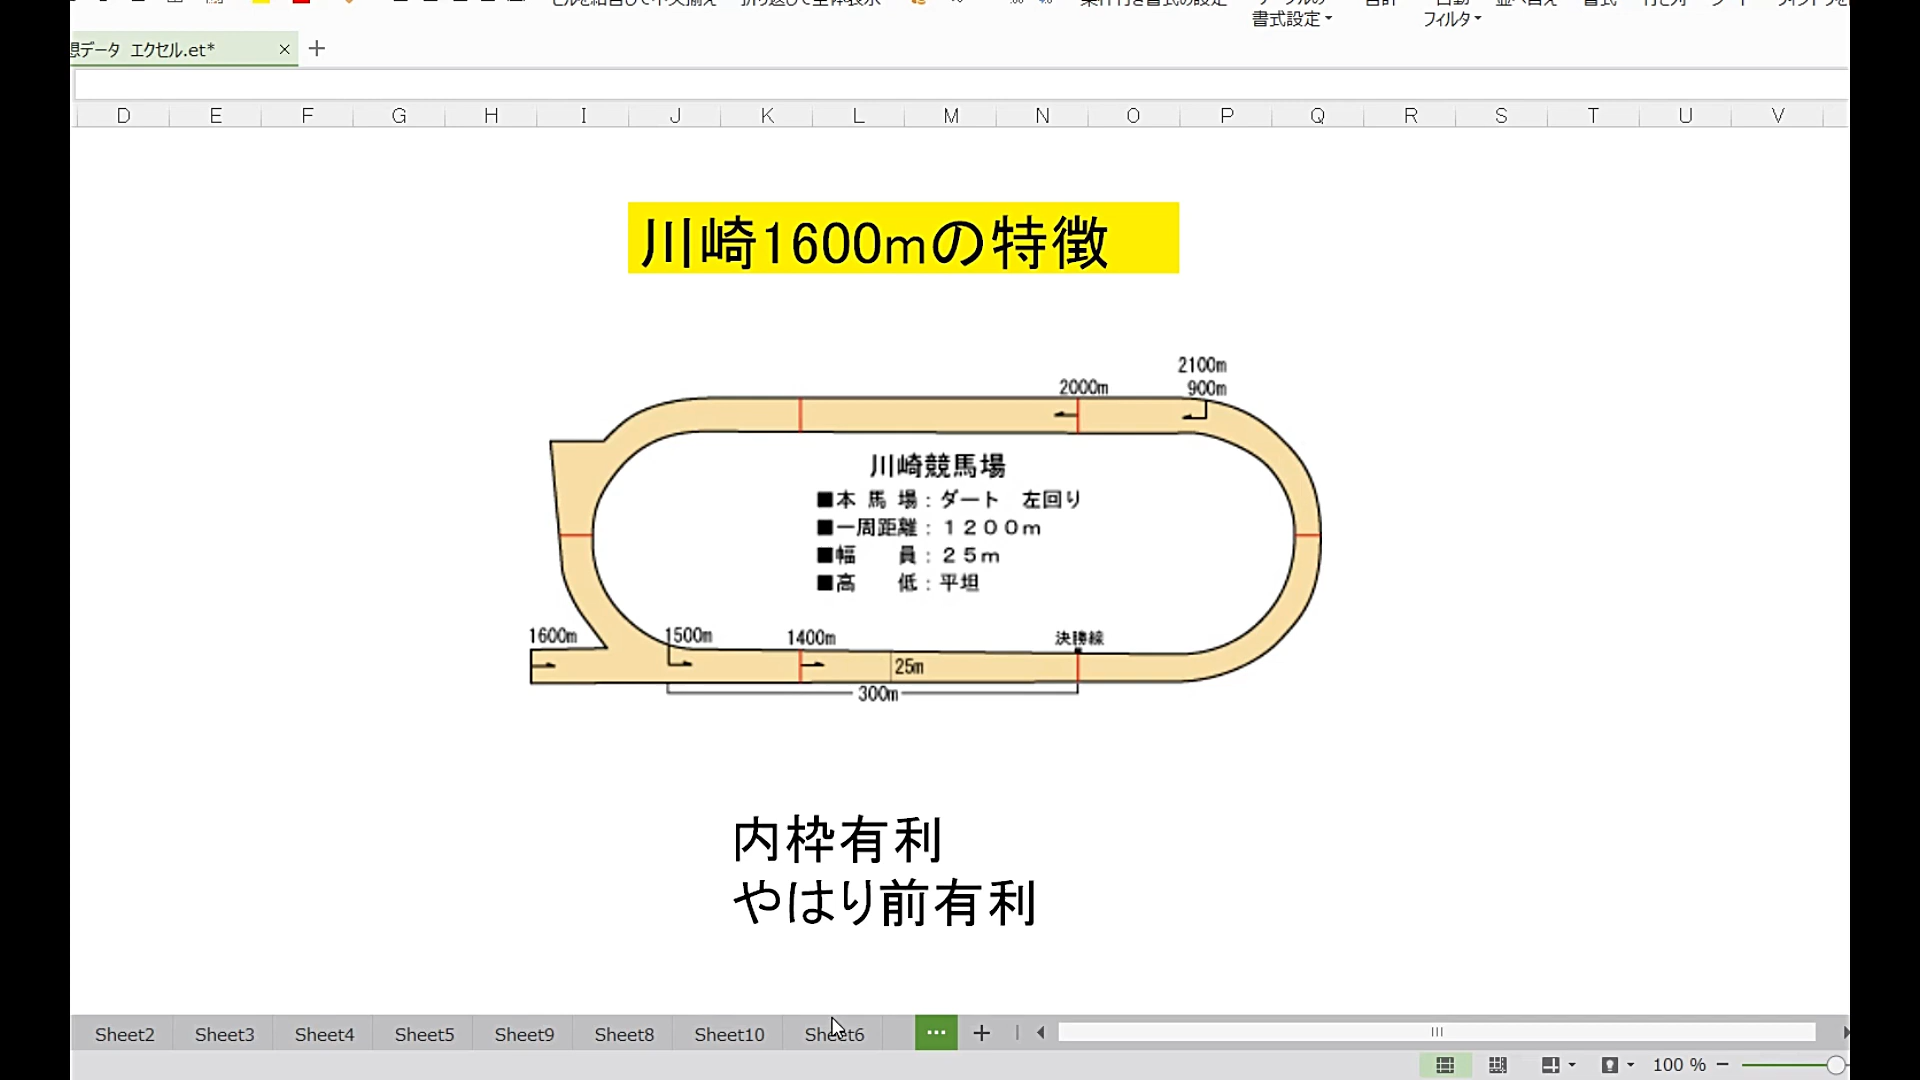 書式設定
フィルタ
想データ エクセル.et*
D E F G H I J K L M N O P Q R S T U V
川崎1600mの特徴
2100m
2000m 900m
川崎競馬場
■本 馬 場：ダート 左回り
■一周距離：１２００ｍ
■幅 員：２５ｍ
■高 低：平坦
1600m 1500m 1400m 決勝線
25m
300m
内枠有利
やはり前有利
Sheet2 Sheet3 Sheet4 Sheet5 Sheet9 Sheet8 Sheet10 Sheet6
100 %